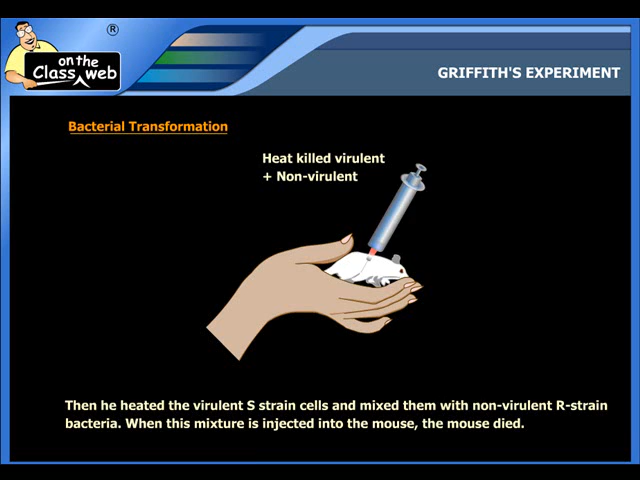 ®
on the
Class web
GRIFFITH'S EXPERIMENT
Bacterial Transformation
Heat killed virulent
+ Non-virulent
Then he heated the virulent S strain cells and mixed them with non-virulent R-strain
bacteria. When this mixture is injected into the mouse, the mouse died.